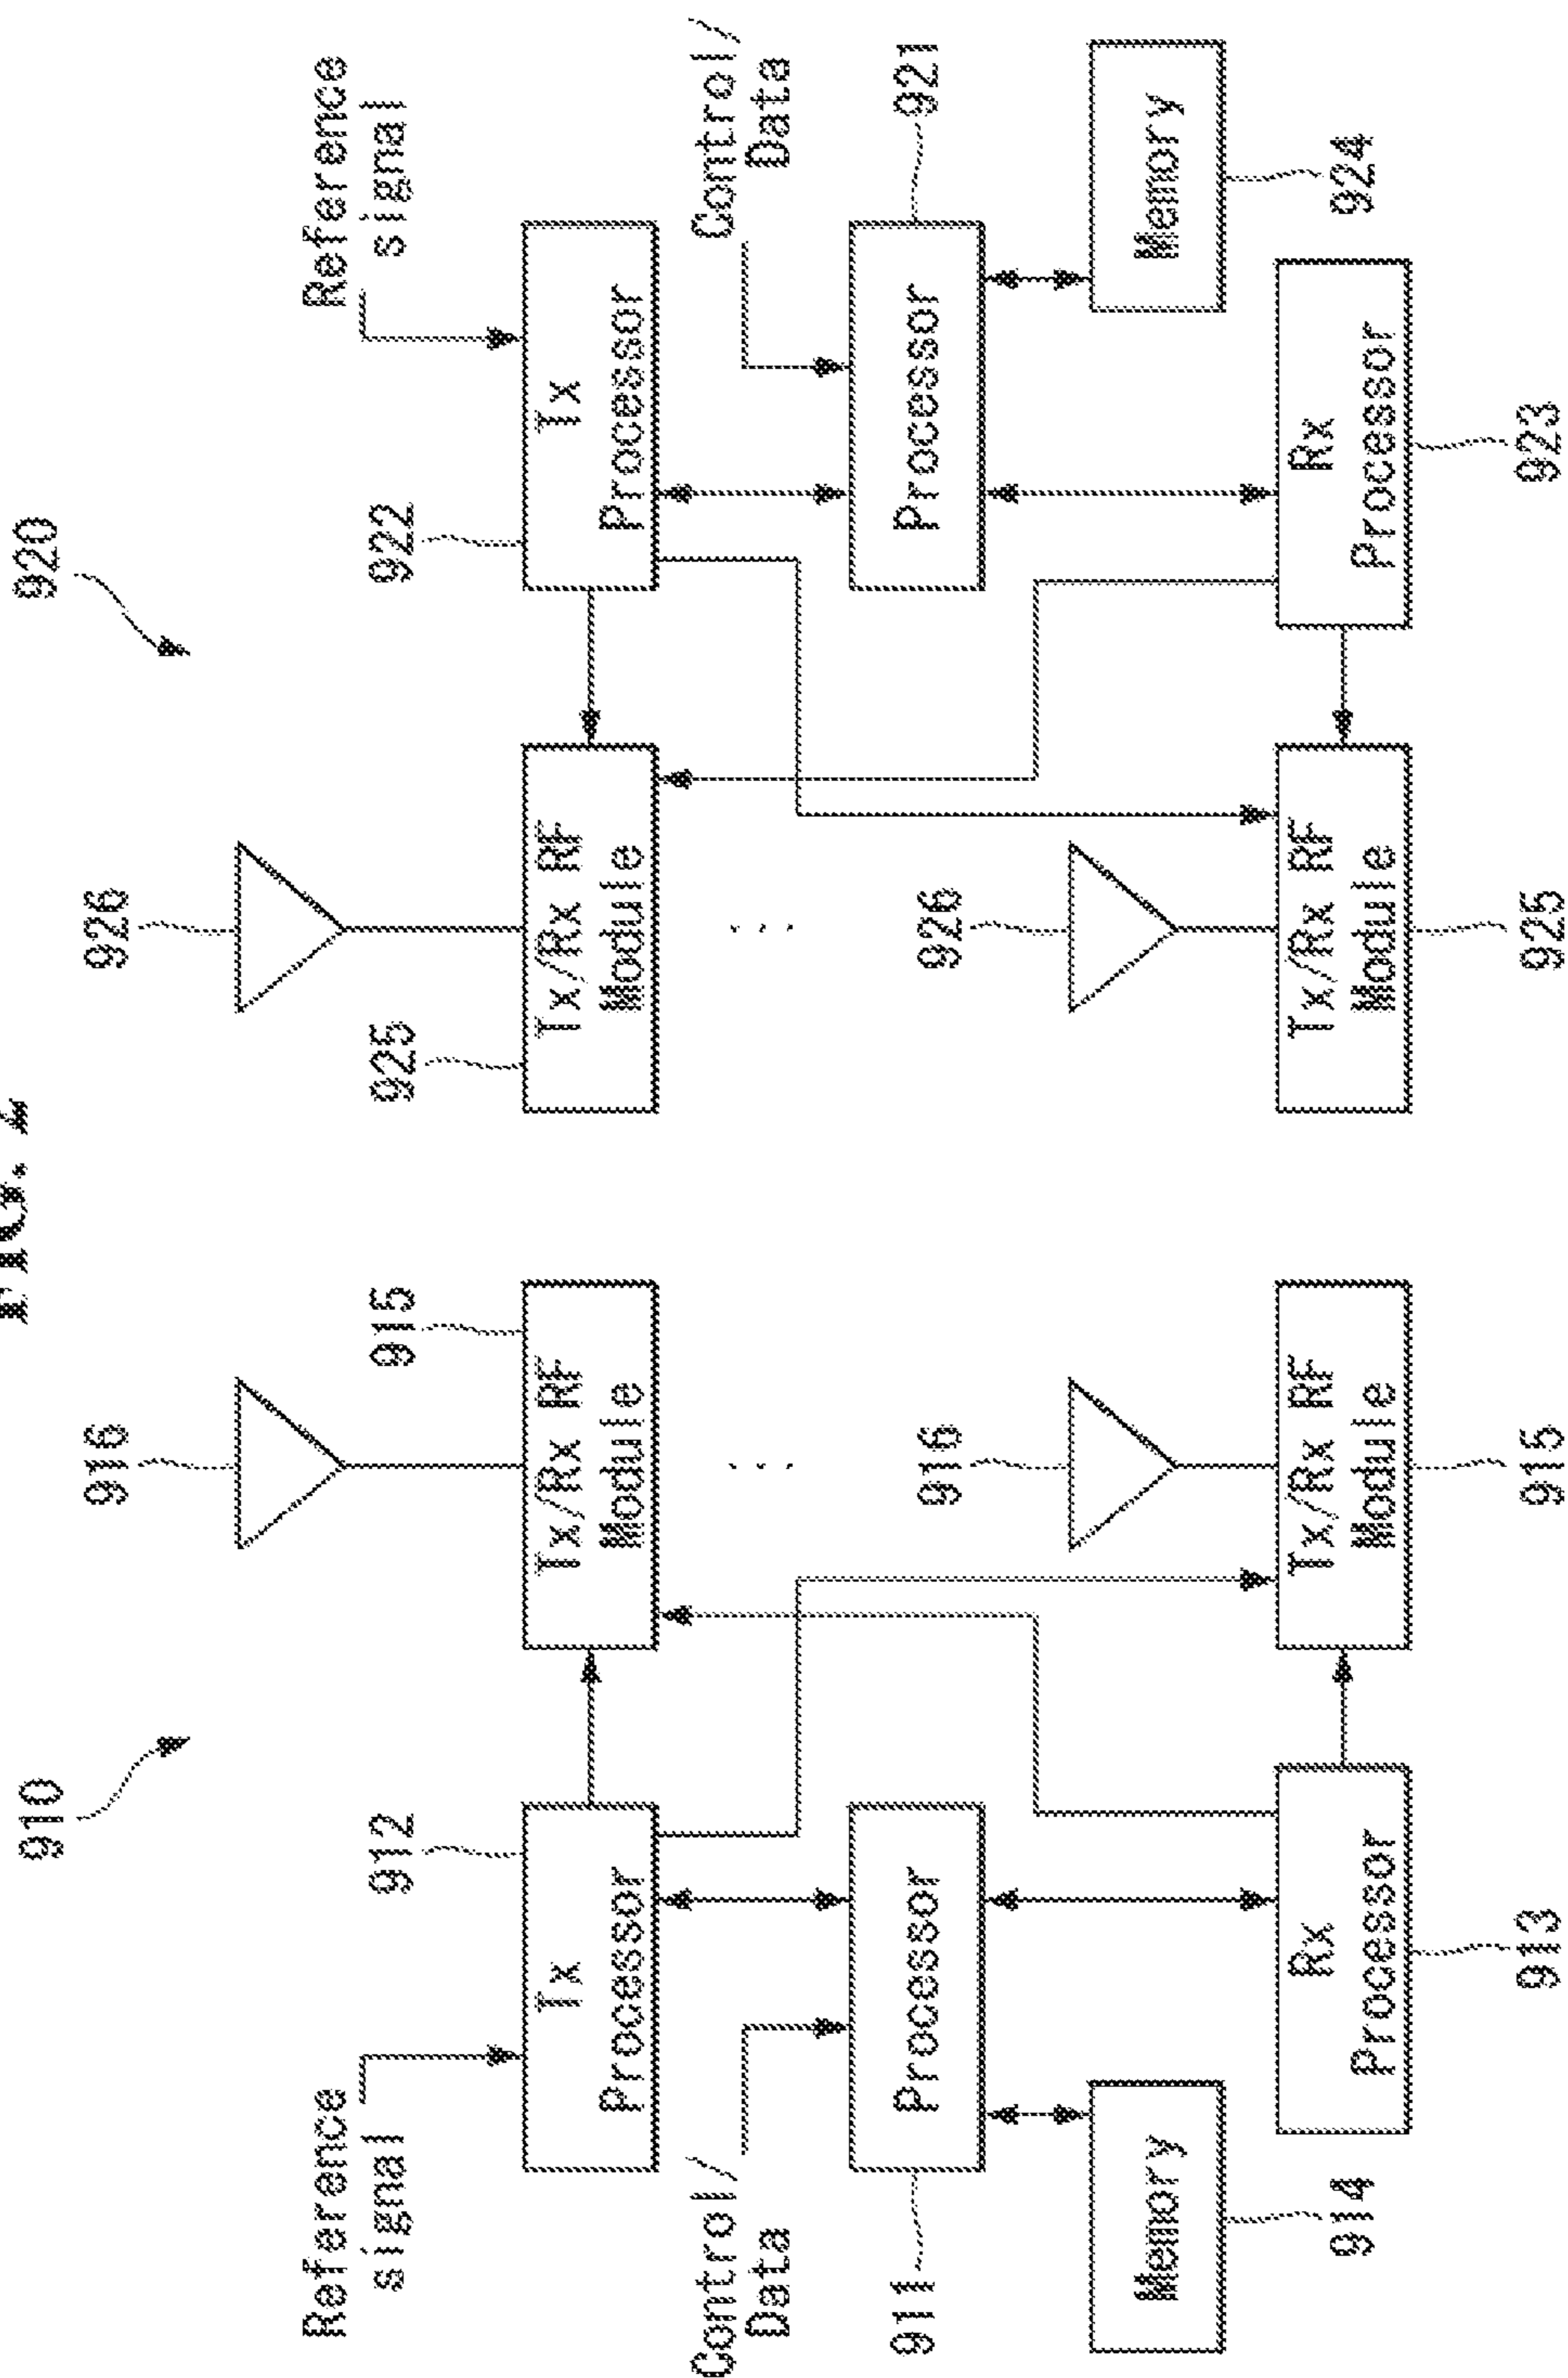 FIG. 2
910
920
916
926
Reference
signal
912
915
925
922
Reference
signal
Tx
Processor
Tx/Rx RF
Module
Tx/Rx RF
Module
Tx
Processor
Control/
Data
. . .
. . .
Control/
Data
911
Processor
916
926
Processor
921
Memory
Memory
914
Rx
Processor
Tx/Rx RF
Module
Tx/Rx RF
Module
Rx
Processor
924
913
915
925
923